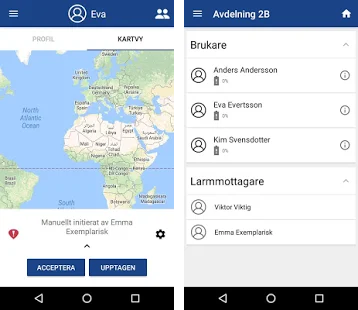 Eva
PROFIL
KARTVY
North
Atlantic
Ocean
South
Manuellt initierat av Emma
Exemplarisk
ACCEPTERA
UPPTAGEN
Avdelning 2B
Brukare
Anders Andersson
0%
Eva Evertsson
0%
Kim Svensdotter
0%
Larmmottagare
Viktor Viktig
Emma Exemplarisk